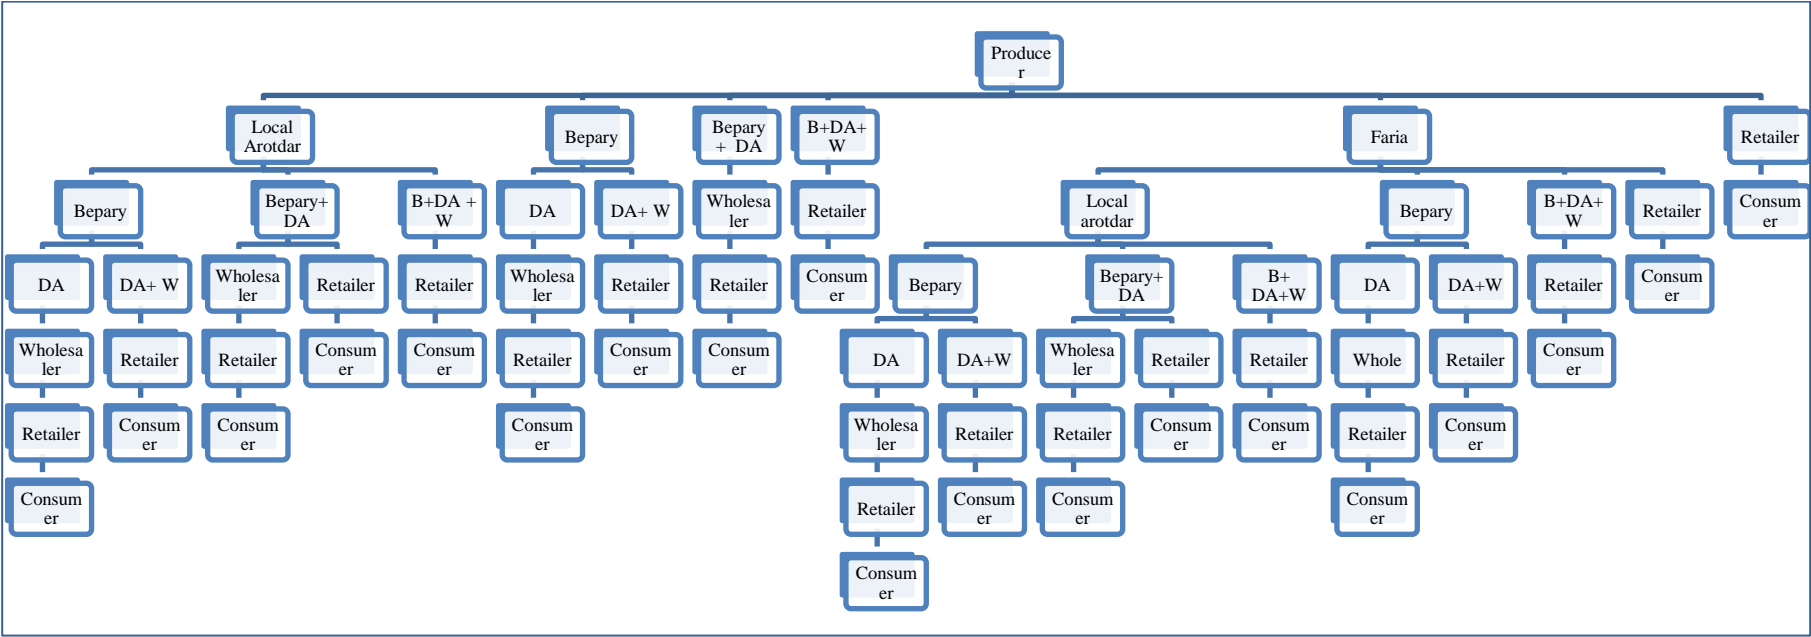 Produce
r
Local
Arotdar
Bepary
Bepary
+ DA
B+DA+
W
Faria
Retailer
Bepary
Bepary+
DA
B+DA +
W
DA
DA+ W
Wholesa
ler
Retailer
Local
arotdar
Bepary
B+DA+
W
Retailer
Consum
er
DA
DA+ W
Wholesa
ler
Retailer
Retailer
Wholesa
ler
Retailer
Retailer
Consum
er
Bepary
Bepary+
DA
B+
DA+W
DA
DA+W
Retailer
Consum
er
Wholesa
ler
Retailer
Retailer
Consum
er
Consum
er
Retailer
Consum
er
Consum
er
DA
DA+W
Wholesa
ler
Retailer
Retailer
Whole
Retailer
Consum
er
Retailer
Consum
er
Consum
er
Consum
er
Wholesa
ler
Retailer
Retailer
Consum
er
Consum
er
Retailer
Consum
er
Consum
er
Retailer
Consum
er
Consum
er
Consum
er
Consum
er